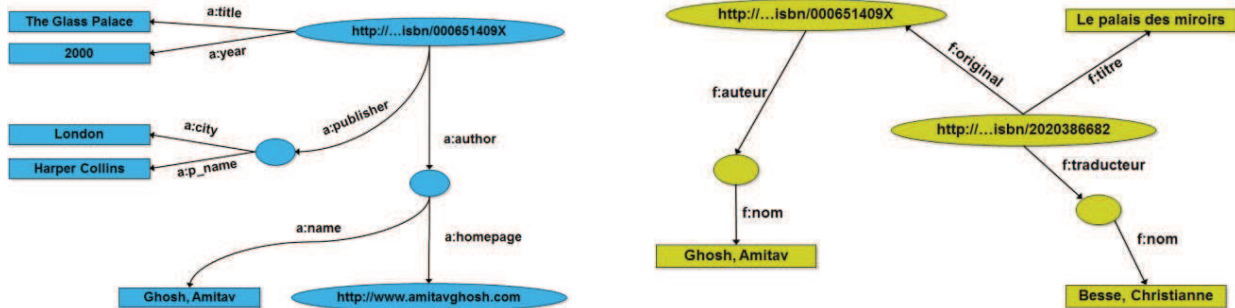 The Glass Palace
a:title
http://…isbn/000651409X
2000
a:year
a:publisher
a:author
London
a:city
Harper Collins
a:p_name
a:name
a:homepage
Ghosh, Amitav
http://www.amitavghosh.com
http://…isbn/000651409X
Le palais des miroirs
f:original
f:titre
f:auteur
http://…isbn/2020386682
f:traducteur
f:nom
f:nom
Ghosh, Amitav
Besse, Christianne